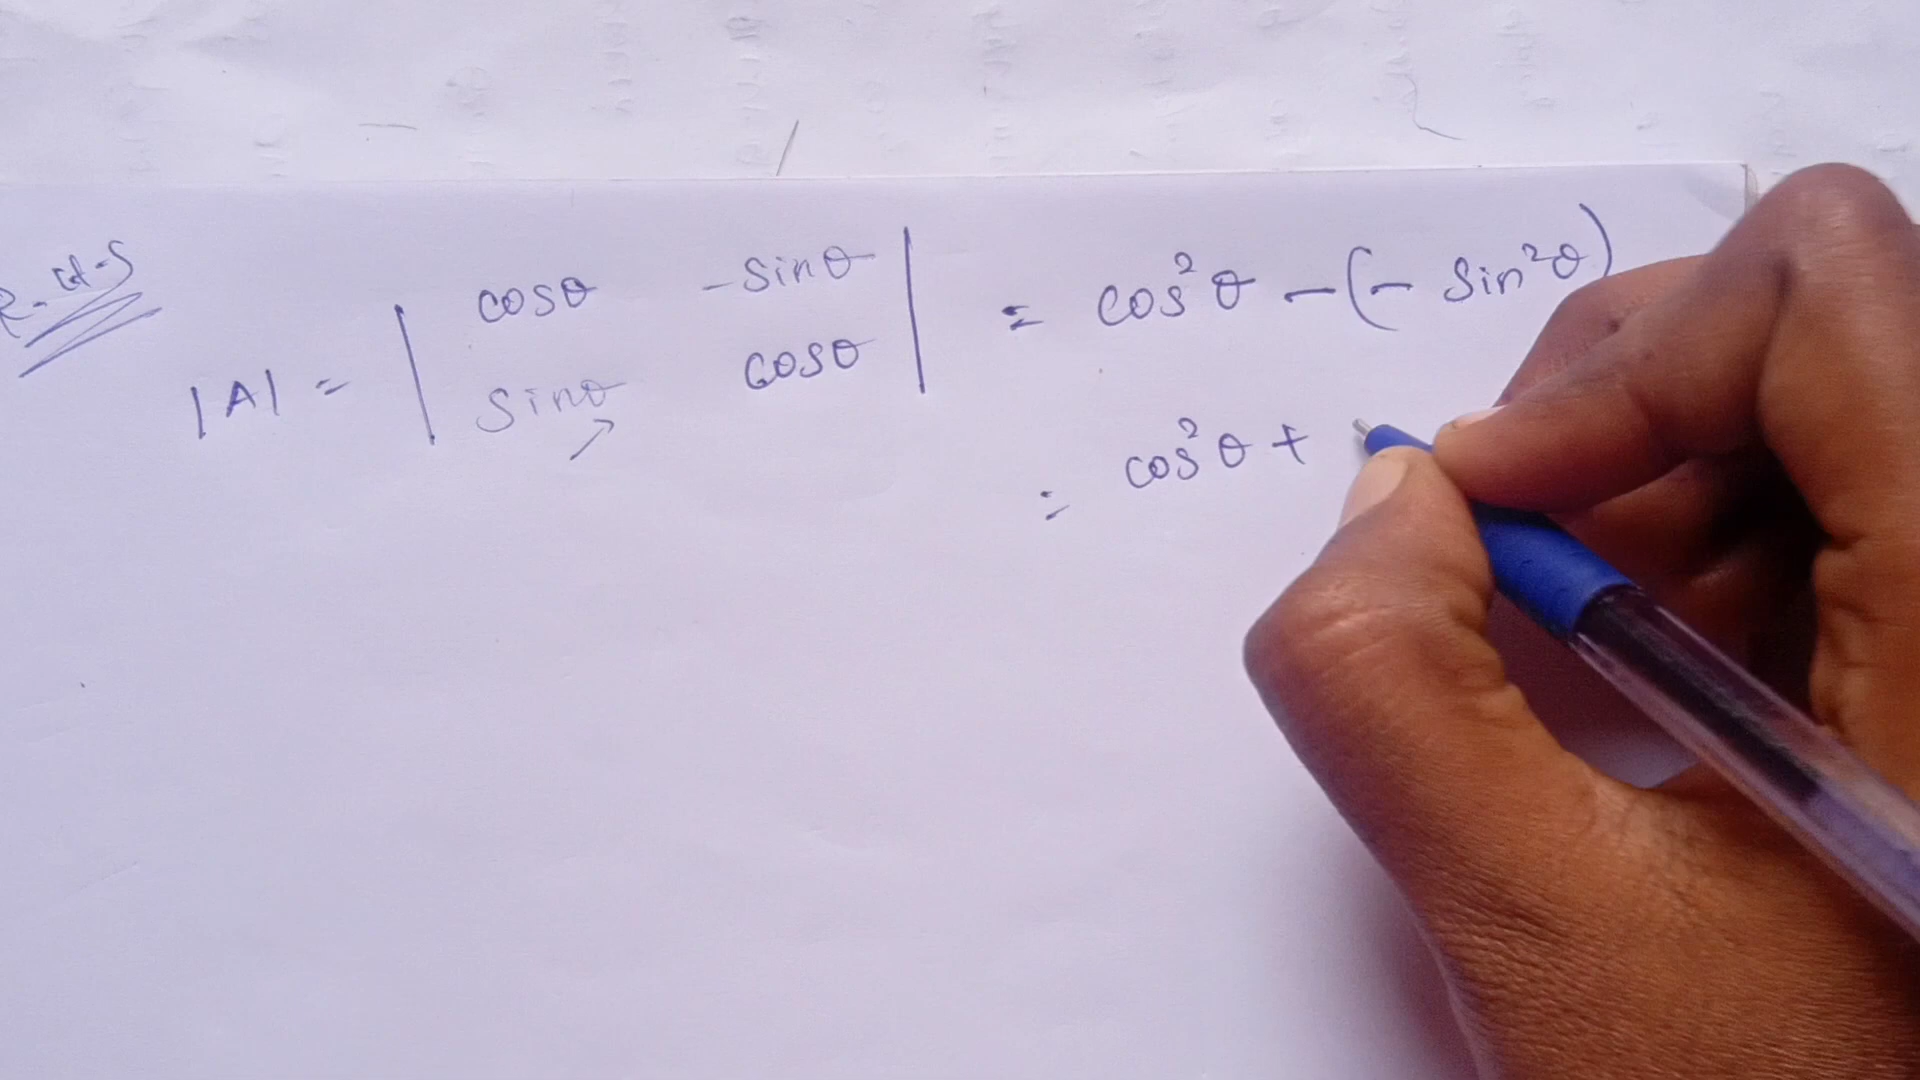 R.H.S
|A| = | cosθ -sinθ | = cos²θ - (- sin²θ)
sinθ cosθ
= cos²θ +